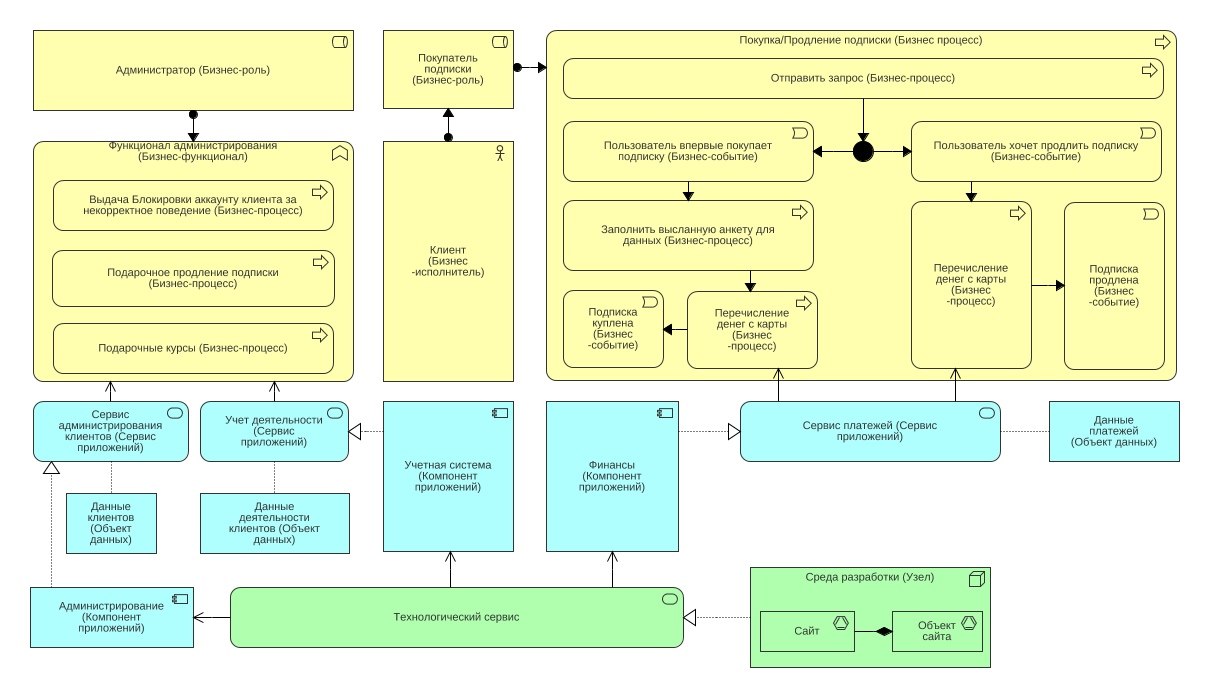 Администратор (Бизнес-роль)
Покупатель
подписки
(Бизнес-роль)
Покупка/Продление подписки (Бизнес процесс)
Отправить запрос (Бизнес-процесс)
Функционал администрирования
(Бизнес-функционал)
Выдача Блокировки аккаунту клиента за
некорректное поведение (Бизнес-процесс)
Подарочное продление подписки
(Бизнес-процесс)
Подарочные курсы (Бизнес-процесс)
Клиент
(Бизнес
-исполнитель)
Пользователь впервые покупает
подписку (Бизнес-событие)
Пользователь хочет продлить подписку
(Бизнес-событие)
Заполнить высланную анкету для
данных (Бизнес-процесс)
Подписка
куплена
(Бизнес
-событие)
Перечисление
денег с карты
(Бизнес
-процесс)
Перечисление
денег с карты
(Бизнес
-процесс)
Подписка
продлена
(Бизнес
-событие)
Сервис
администрирования
клиентов (Сервис
приложений)
Учет деятельности
(Сервис
приложений)
Учетная система
(Компонент
приложений)
Финансы
(Компонент
приложений)
Сервис платежей (Сервис
приложений)
Данные
платежей
(Объект данных)
Данные
клиентов
(Объект
данных)
Данные
деятельности
клиентов (Объект
данных)
Администрирование
(Компонент
приложений)
Технологический сервис
Среда разработки (Узел)
Сайт
Объект
сайта